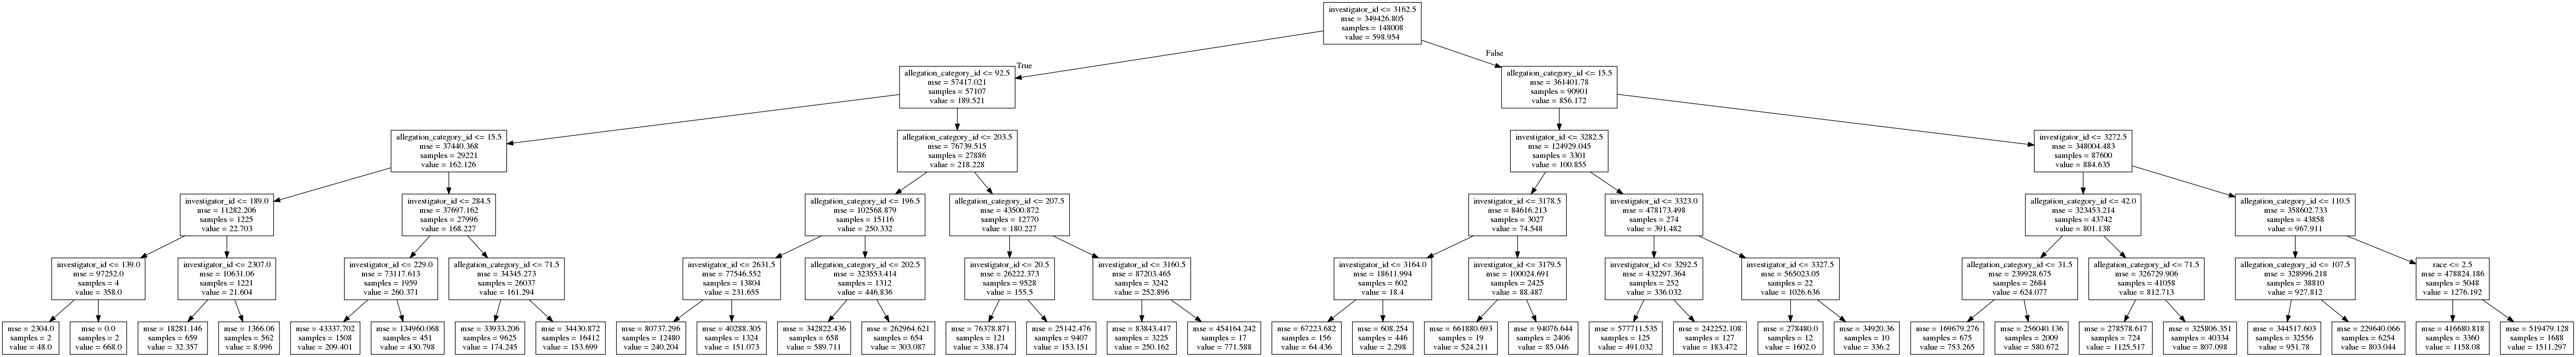 investigator_id <= 3162.5
mse = 349426.805
samples = 148008
value = 598.954
True
False
allegation_category_id <= 92.5
mse = 57417.021
samples = 57107
value = 189.521
allegation_category_id <= 15.5
mse = 361401.78
samples = 90901
value = 856.172
allegation_category_id <= 15.5
mse = 37440.368
samples = 29221
value = 162.126
allegation_category_id <= 203.5
mse = 76739.515
samples = 27886
value = 218.228
investigator_id <= 3282.5
mse = 124929.045
samples = 3301
value = 100.855
investigator_id <= 3272.5
mse = 348004.483
samples = 87600
value = 884.635
investigator_id <= 189.0
mse = 11282.206
samples = 1225
value = 22.703
investigator_id <= 284.5
mse = 37697.162
samples = 27996
value = 168.227
allegation_category_id <= 196.5
mse = 102568.879
samples = 15116
value = 250.332
allegation_category_id <= 207.5
mse = 43500.872
samples = 12770
value = 180.227
investigator_id <= 3178.5
mse = 84616.213
samples = 3027
value = 74.548
investigator_id <= 3323.0
mse = 478173.498
samples = 274
value = 391.482
allegation_category_id <= 42.0
mse = 323453.214
samples = 43742
value = 801.138
allegation_category_id <= 110.5
mse = 358602.733
samples = 43858
value = 967.911
investigator_id <= 139.0
mse = 97252.0
samples = 4
value = 358.0
investigator_id <= 2307.0
mse = 10631.06
samples = 1221
value = 21.604
investigator_id <= 229.0
mse = 73117.613
samples = 1959
value = 260.371
allegation_category_id <= 71.5
mse = 34345.273
samples = 26037
value = 161.294
investigator_id <= 2631.5
mse = 77546.552
samples = 13804
value = 231.655
allegation_category_id <= 202.5
mse = 323553.414
samples = 1312
value = 446.836
investigator_id <= 20.5
mse = 26222.373
samples = 9528
value = 155.5
investigator_id <= 3160.5
mse = 87203.465
samples = 3242
value = 252.896
investigator_id <= 3164.0
mse = 18611.994
samples = 602
value = 18.4
investigator_id <= 3179.5
mse = 100024.691
samples = 2425
value = 88.487
investigator_id <= 3292.5
mse = 432297.364
samples = 252
value = 336.032
investigator_id <= 3327.5
mse = 565023.05
samples = 22
value = 1026.636
allegation_category_id <= 31.5
mse = 239928.675
samples = 2684
value = 624.077
allegation_category_id <= 71.5
mse = 326729.906
samples = 41058
value = 812.713
allegation_category_id <= 107.5
mse = 328996.218
samples = 38810
value = 927.812
race <= 2.5
mse = 478824.186
samples = 5048
value = 1276.192
mse = 2304.0
samples = 2
value = 48.0
mse = 0.0
samples = 2
value = 668.0
mse = 18281.146
samples = 659
value = 32.357
mse = 1366.06
samples = 562
value = 8.996
mse = 43337.702
samples = 1508
value = 209.401
mse = 134960.068
samples = 451
value = 430.798
mse = 33933.206
samples = 9625
value = 174.245
mse = 34430.872
samples = 16412
value = 153.699
mse = 80737.296
samples = 12480
value = 240.204
mse = 40288.305
samples = 1324
value = 151.073
mse = 342822.436
samples = 658
value = 589.711
mse = 262964.621
samples = 654
value = 303.087
mse = 76378.871
samples = 121
value = 338.174
mse = 25142.476
samples = 9407
value = 153.151
mse = 83843.417
samples = 3225
value = 250.162
mse = 454164.242
samples = 17
value = 771.588
mse = 67223.682
samples = 156
value = 64.436
mse = 608.254
samples = 446
value = 2.298
mse = 661880.693
samples = 19
value = 524.211
mse = 94076.644
samples = 2406
value = 85.046
mse = 577711.535
samples = 125
value = 491.032
mse = 242252.108
samples = 127
value = 183.472
mse = 278480.0
samples = 12
value = 1602.0
mse = 34920.36
samples = 10
value = 336.2
mse = 169679.276
samples = 675
value = 753.265
mse = 256040.136
samples = 2009
value = 580.672
mse = 278578.617
samples = 724
value = 1125.517
mse = 325806.351
samples = 40334
value = 807.098
mse = 344517.603
samples = 32556
value = 951.78
mse = 229640.066
samples = 6254
value = 803.044
mse = 416680.818
samples = 3360
value = 1158.08
mse = 519479.128
samples = 1688
value = 1511.297